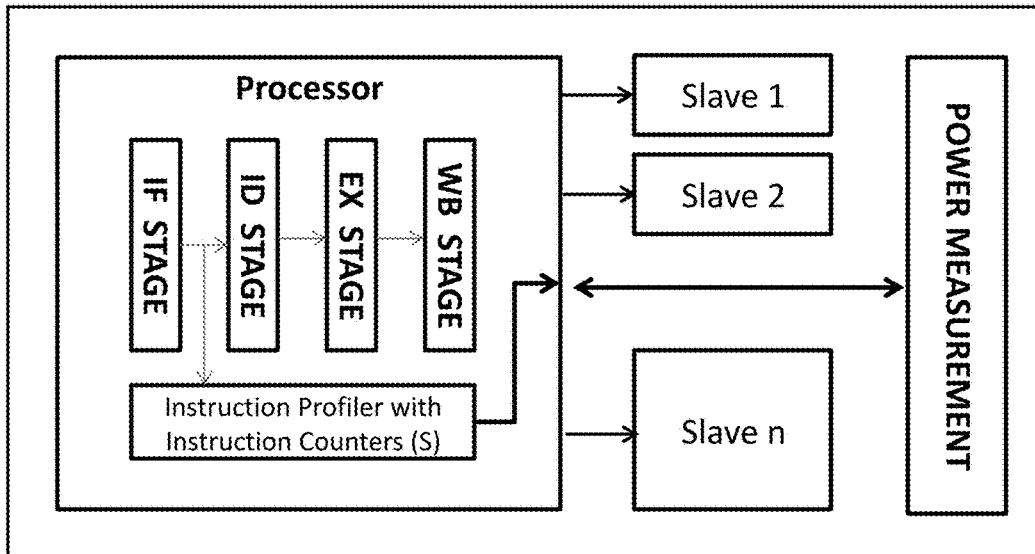 Processor
IF STAGE
ID STAGE
EX STAGE
WB STAGE
Instruction Profiler with
Instruction Counters (S)
Slave 1
Slave 2
Slave n
POWER MEASUREMENT